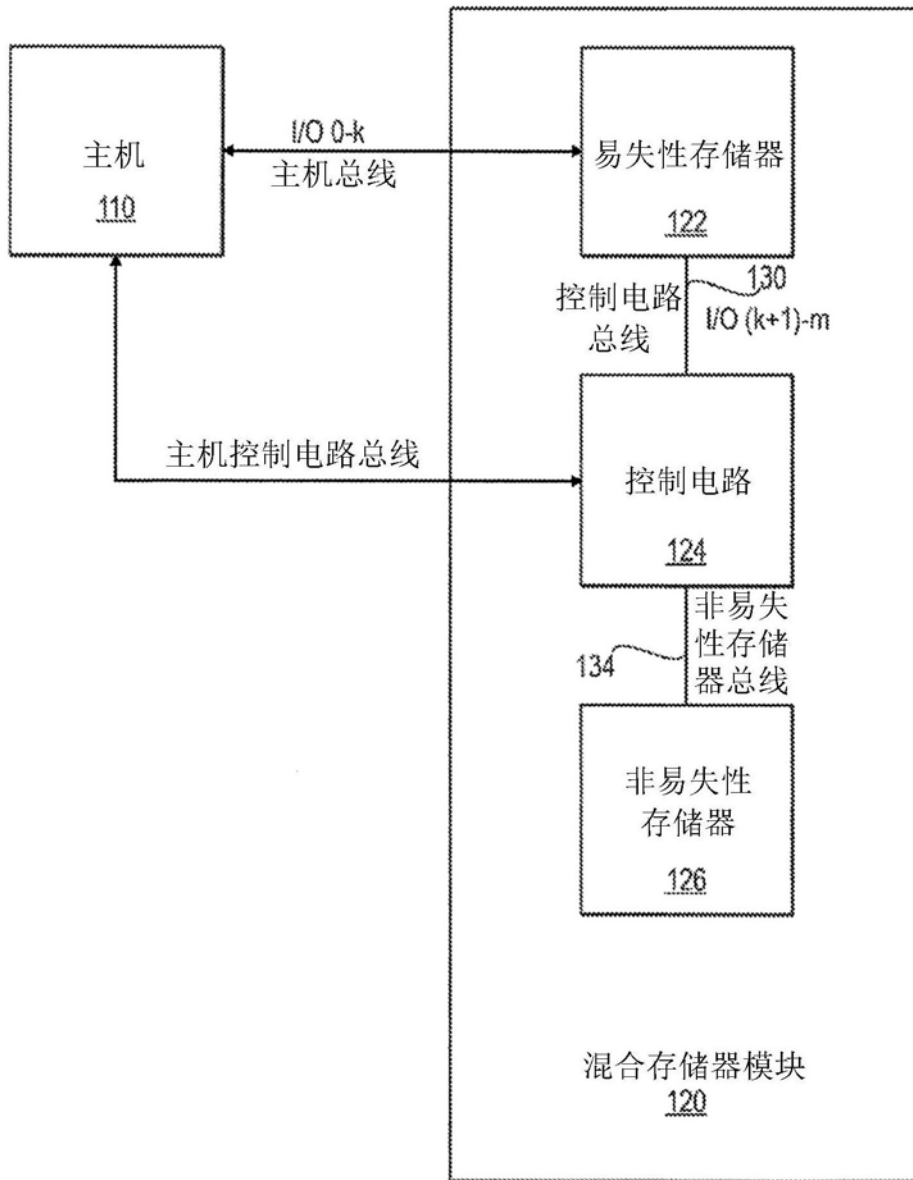 主机
110
I/O 0-k
主机总线
易失性存储器
122
130
控制电路
总线
I/O (k+1)-m
主机控制电路总线
控制电路
124
134
非易失
性存储
器总线
非易失性
存储器
126
混合存储器模块
120